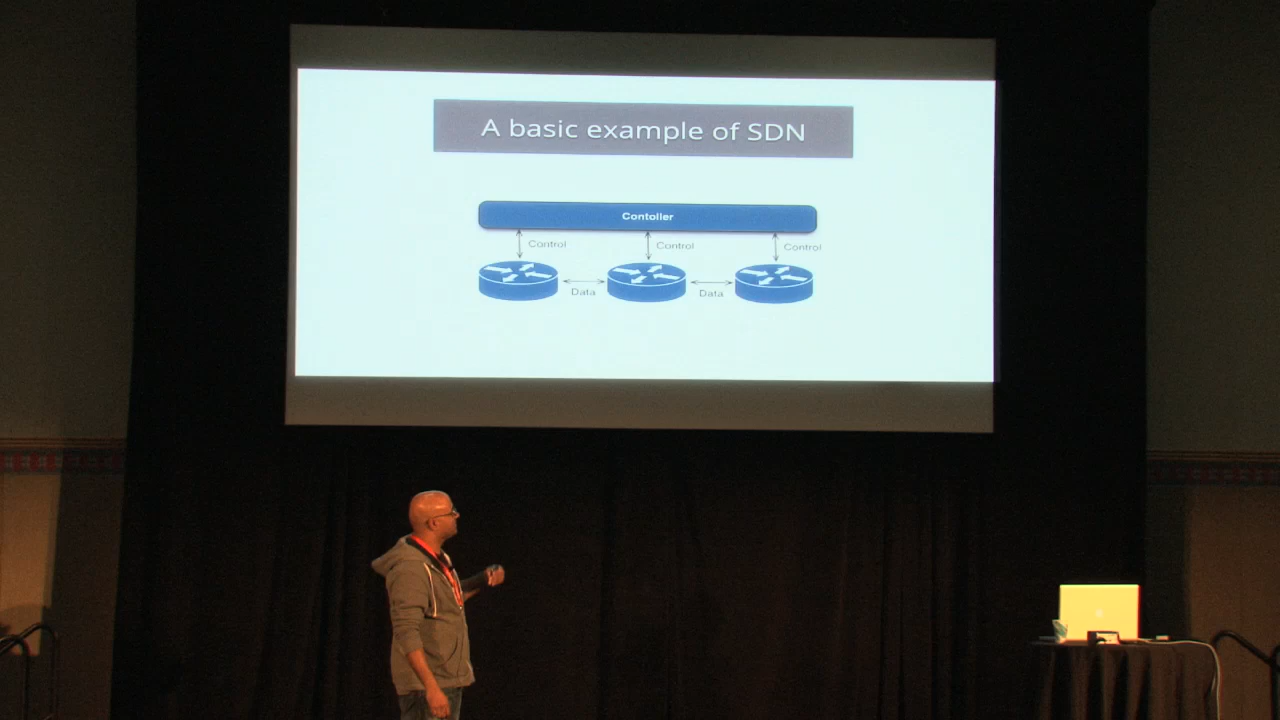 A basic example of SDN
Contoller
Control
Control
Control
Data
Data